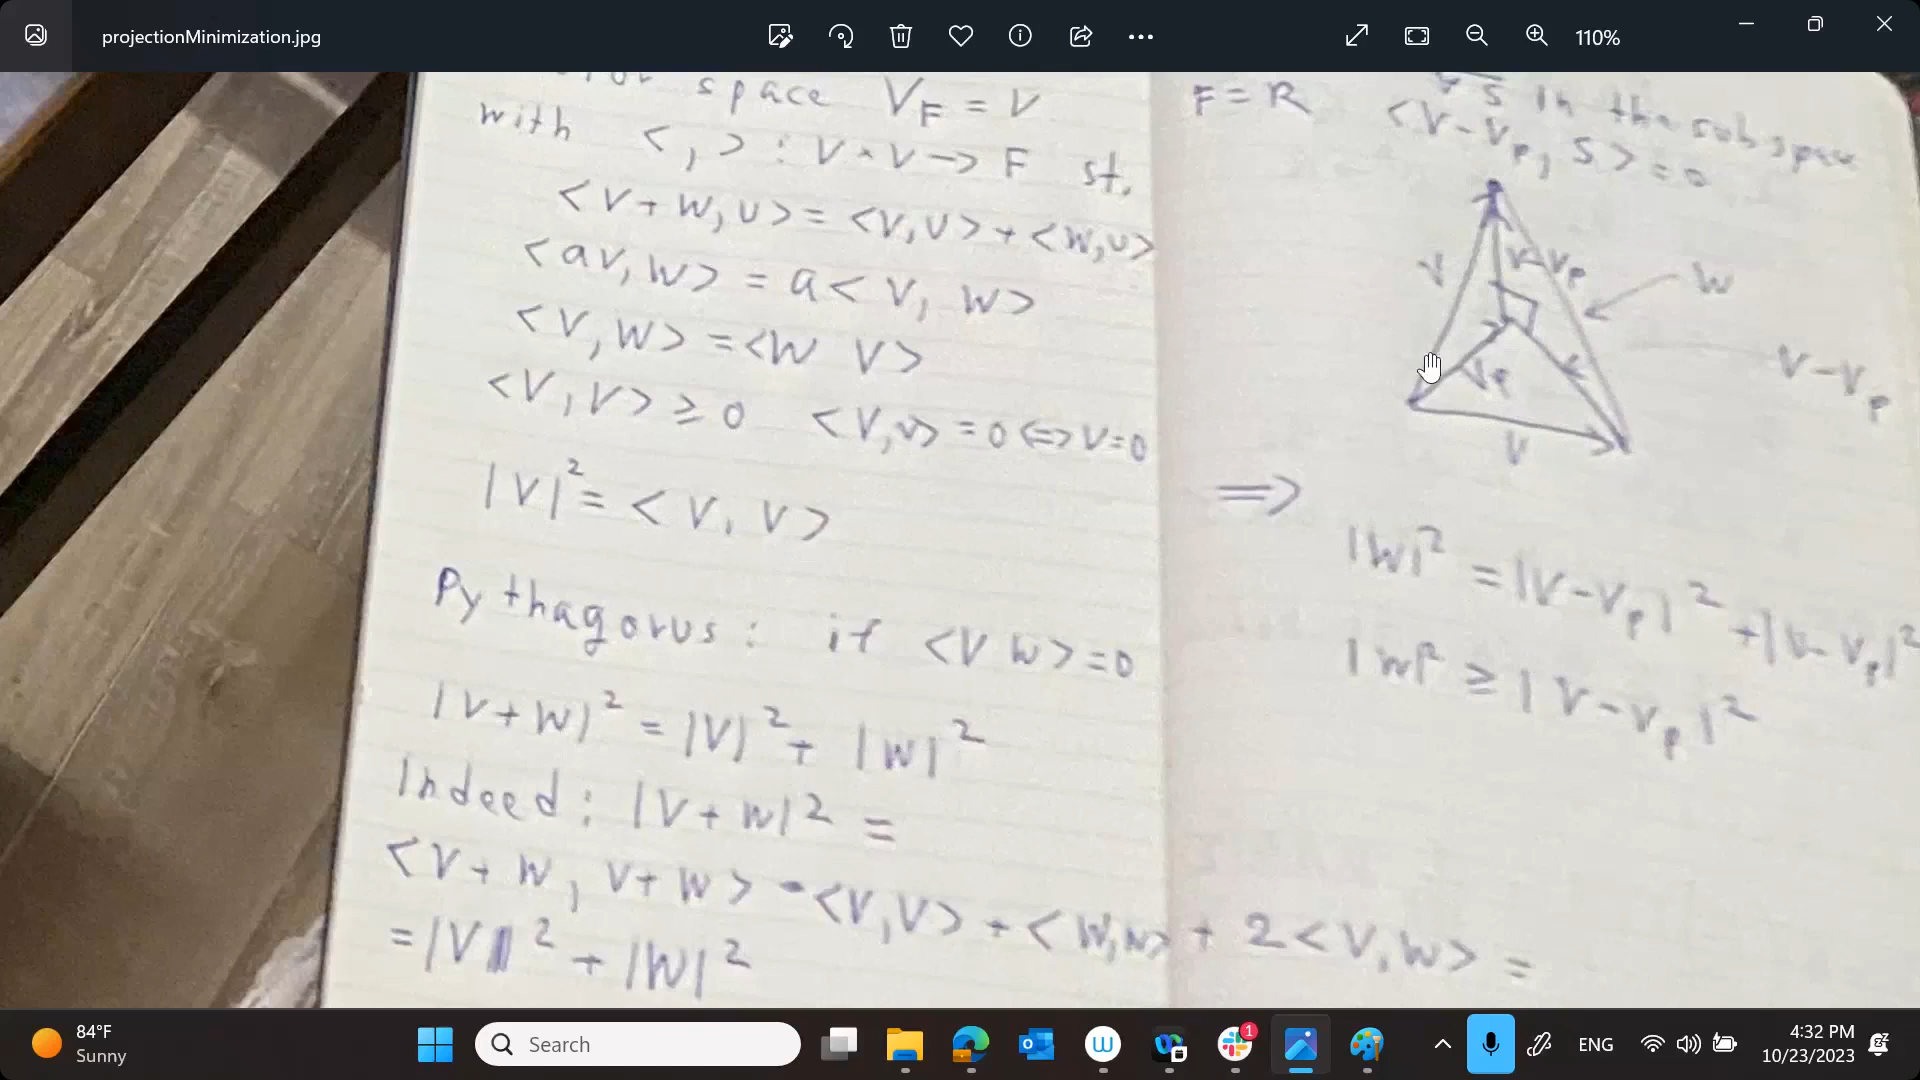 projectionMinimization.jpg
110%
space V_F = V
with < , > : V × V -> F st.
<V + W, U> = <V, U> + <W, U>
<aV, W> = a< V, W>
<V, W> = <W V>
<V, V> ≥ 0 <V, V> = 0 <=> V = 0
|V|² = < V, V >
Pythagorus: if <V W> = 0
|V + W|² = |V|² + |W|²
Indeed: |V + W|² =
<V + W, V + W> = <V, V> + <W, W> + 2 <V, W> =
= |V|² + |W|²
F = R
∀ S in the subspace
<V - V_p, S> = 0
V
V - V_p
W
V_p
V - V_p
V
=>
|W|² = |V - V_p|² + |V - V_p|²
|W|² ≥ |V - V_p|²
84°F
Sunny
Search
1
ENG
4:32 PM
10/23/2023